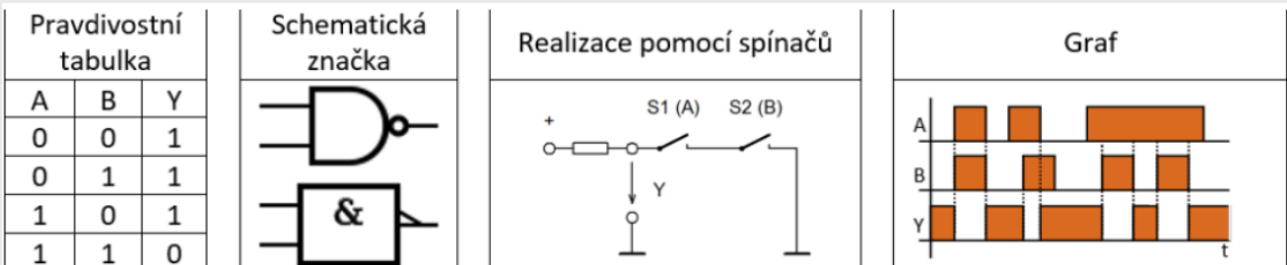 Pravdivostní
tabulka
A B Y
0 0 1
0 1 1
1 0 1
1 1 0
Schematická
značka
&
Realizace pomocí spínačů
S1 (A) S2 (B)
+
Y
Graf
A
B
Y
t